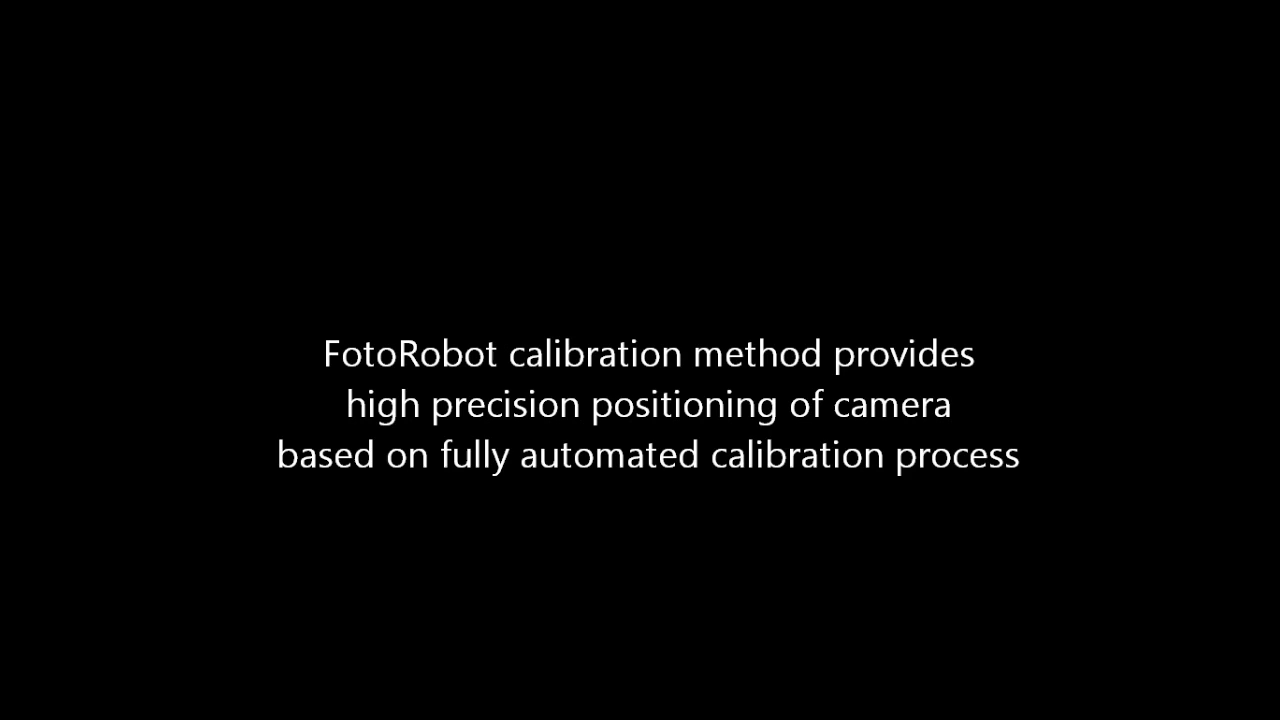 FotoRobot calibration method provides
high precision positioning of camera
based on fully automated calibration process